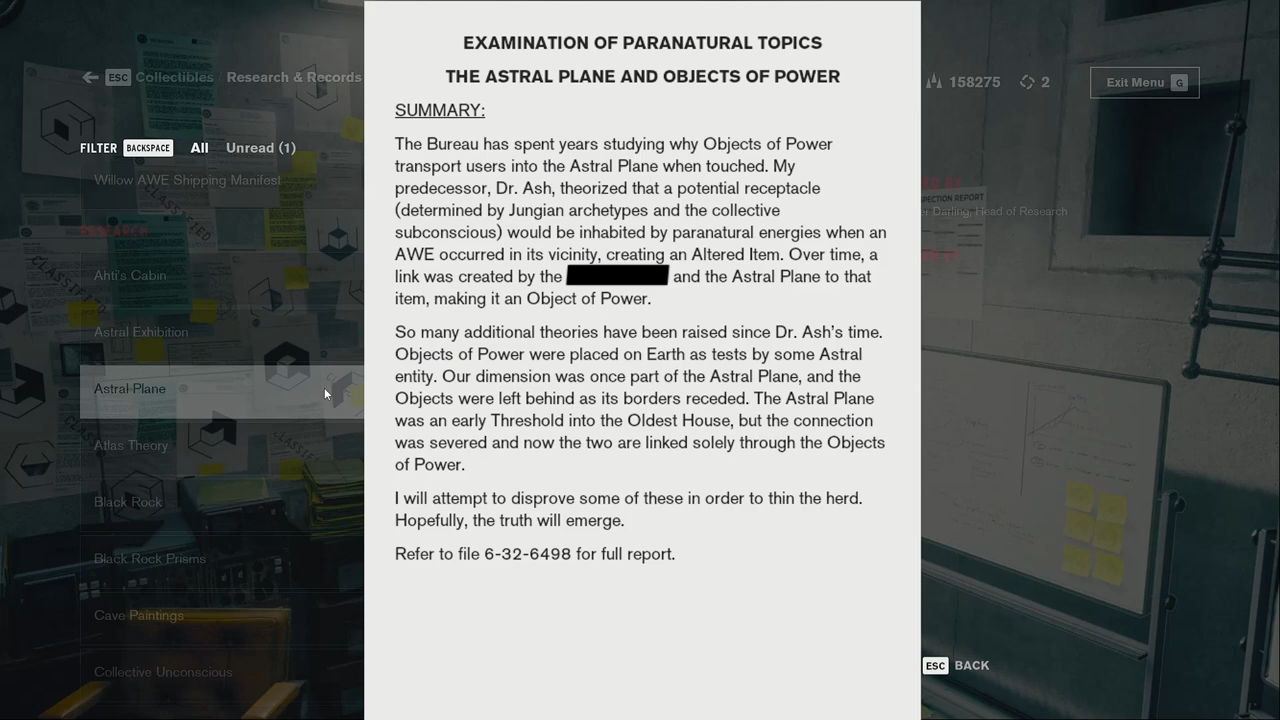 EXAMINATION OF PARANATURAL TOPICS
THE ASTRAL PLANE AND OBJECTS OF POWER
SUMMARY:
The Bureau has spent years studying why Objects of Power
transport users into the Astral Plane when touched. My
predecessor, Dr. Ash, theorized that a potential receptacle
(determined by Jungian archetypes and the collective
subconscious) would be inhabited by paranatural energies when an
AWE occurred in its vicinity, creating an Altered Item. Over time, a
link was created by the and the Astral Plane to that
item, making it an Object of Power.
So many additional theories have been raised since Dr. Ash’s time.
Objects of Power were placed on Earth as tests by some Astral
entity. Our dimension was once part of the Astral Plane, and the
Objects were left behind as its borders receded. The Astral Plane
was an early Threshold into the Oldest House, but the connection
was severed and now the two are linked solely through the Objects
of Power.
I will attempt to disprove some of these in order to thin the herd.
Hopefully, the truth will emerge.
Refer to file 6-32-6498 for full report.
ESC Collectibles Research & Records
FILTER BACKSPACE All Unread (1)
Willow AWE Shipping Manifest
RESEARCH
Ahti's Cabin
Astral Exhibition
Astral Plane
Atlas Theory
Black Rock
Black Rock Prisms
Cave Paintings
Collective Unconscious
158275 2
Exit Menu G
er Darling, Head of Research
ESC BACK